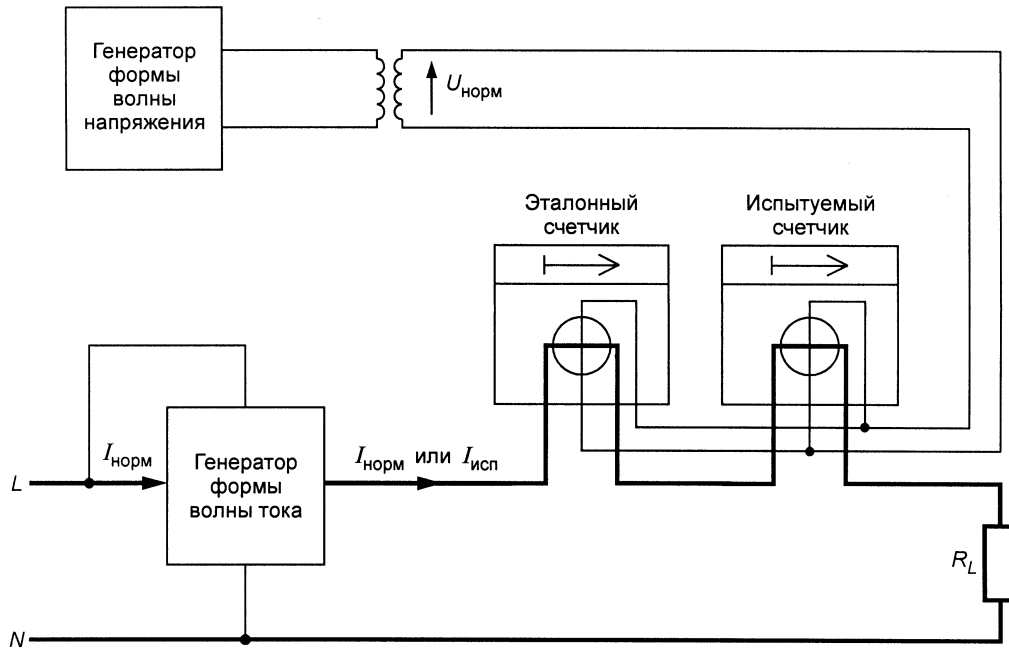 Генератор
формы
волны
напряжения
Uнорм
Эталонный
счетчик
Испытуемый
счетчик
Iнорм
Генератор
формы
волны тока
Iнорм или Iисп
L
RL
N